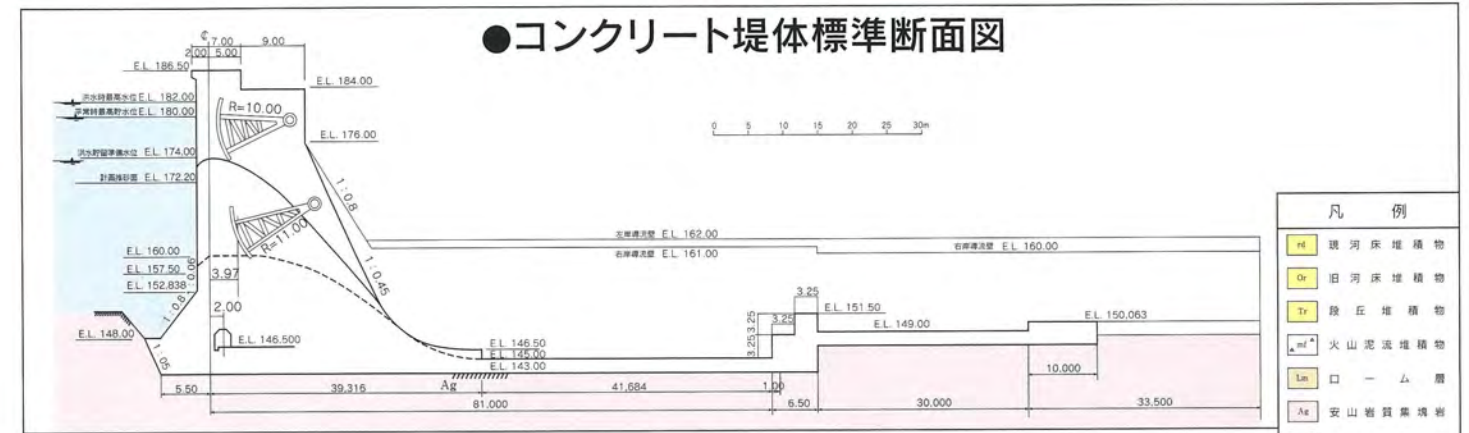 ●コンクリート堤体標準断面図
℄
7.00 9.00
2.00 5.00
E.L. 186.50
E.L. 184.00
洪水時最高水位 E.L. 182.00
平常時最高貯水位 E.L. 180.00
R=10.00
E.L. 176.00
0 5 10 15 20 25 30m
洪水貯留準備水位 E.L. 174.00
計画堆砂面 E.L. 172.20
1:0.8
R=11.00
左岸導流壁 E.L. 162.00
右岸導流壁 E.L. 161.00
右岸導流壁 E.L. 160.00
E.L. 160.00
E.L. 157.50
E.L. 152.838
1:0.06
1:0.8
3.97
1:0.45
2.00
E.L. 148.00
E.L. 146.500
1:05
E.L. 146.50
E.L. 145.00
E.L. 143.00
3.25
3.25
3.25
3.25
E.L. 151.50
E.L. 149.00
E.L. 150.063
10.000
Ag
5.50 39.316 41.684 1.00
81.000 6.50 30.000 33.500
凡例
rd 現河床堆積物
Or 旧河床堆積物
Tr 段丘堆積物
mf 火山泥流堆積物
Lm ローム層
Ag 安山岩質集塊岩